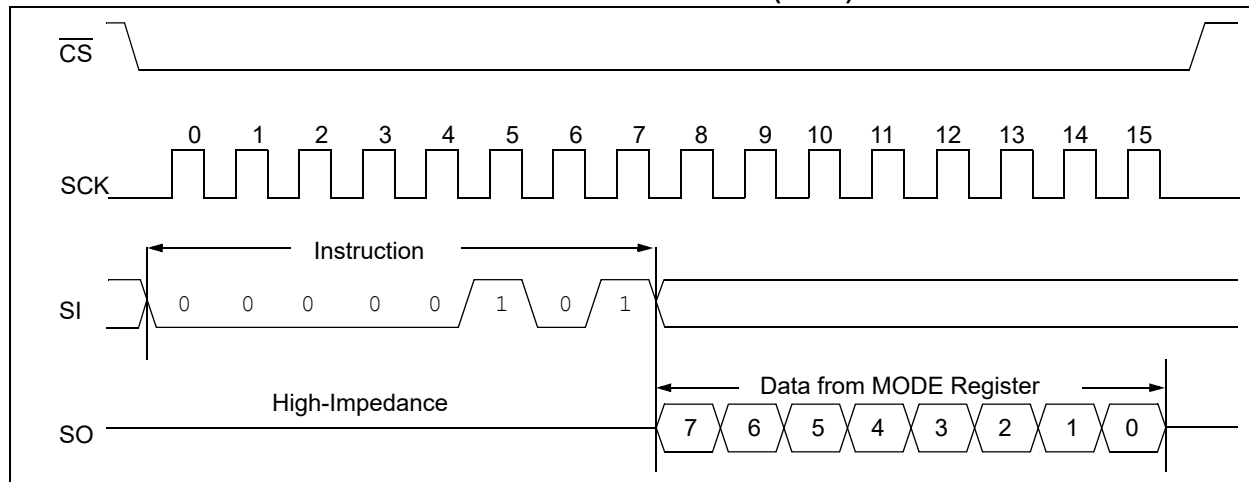 CS
0 1 2 3 4 5 6 7 8 9 10 11 12 13 14 15
SCK
Instruction
SI 0 0 0 0 0 1 0 1
Data from MODE Register
High-Impedance
SO 7 6 5 4 3 2 1 0